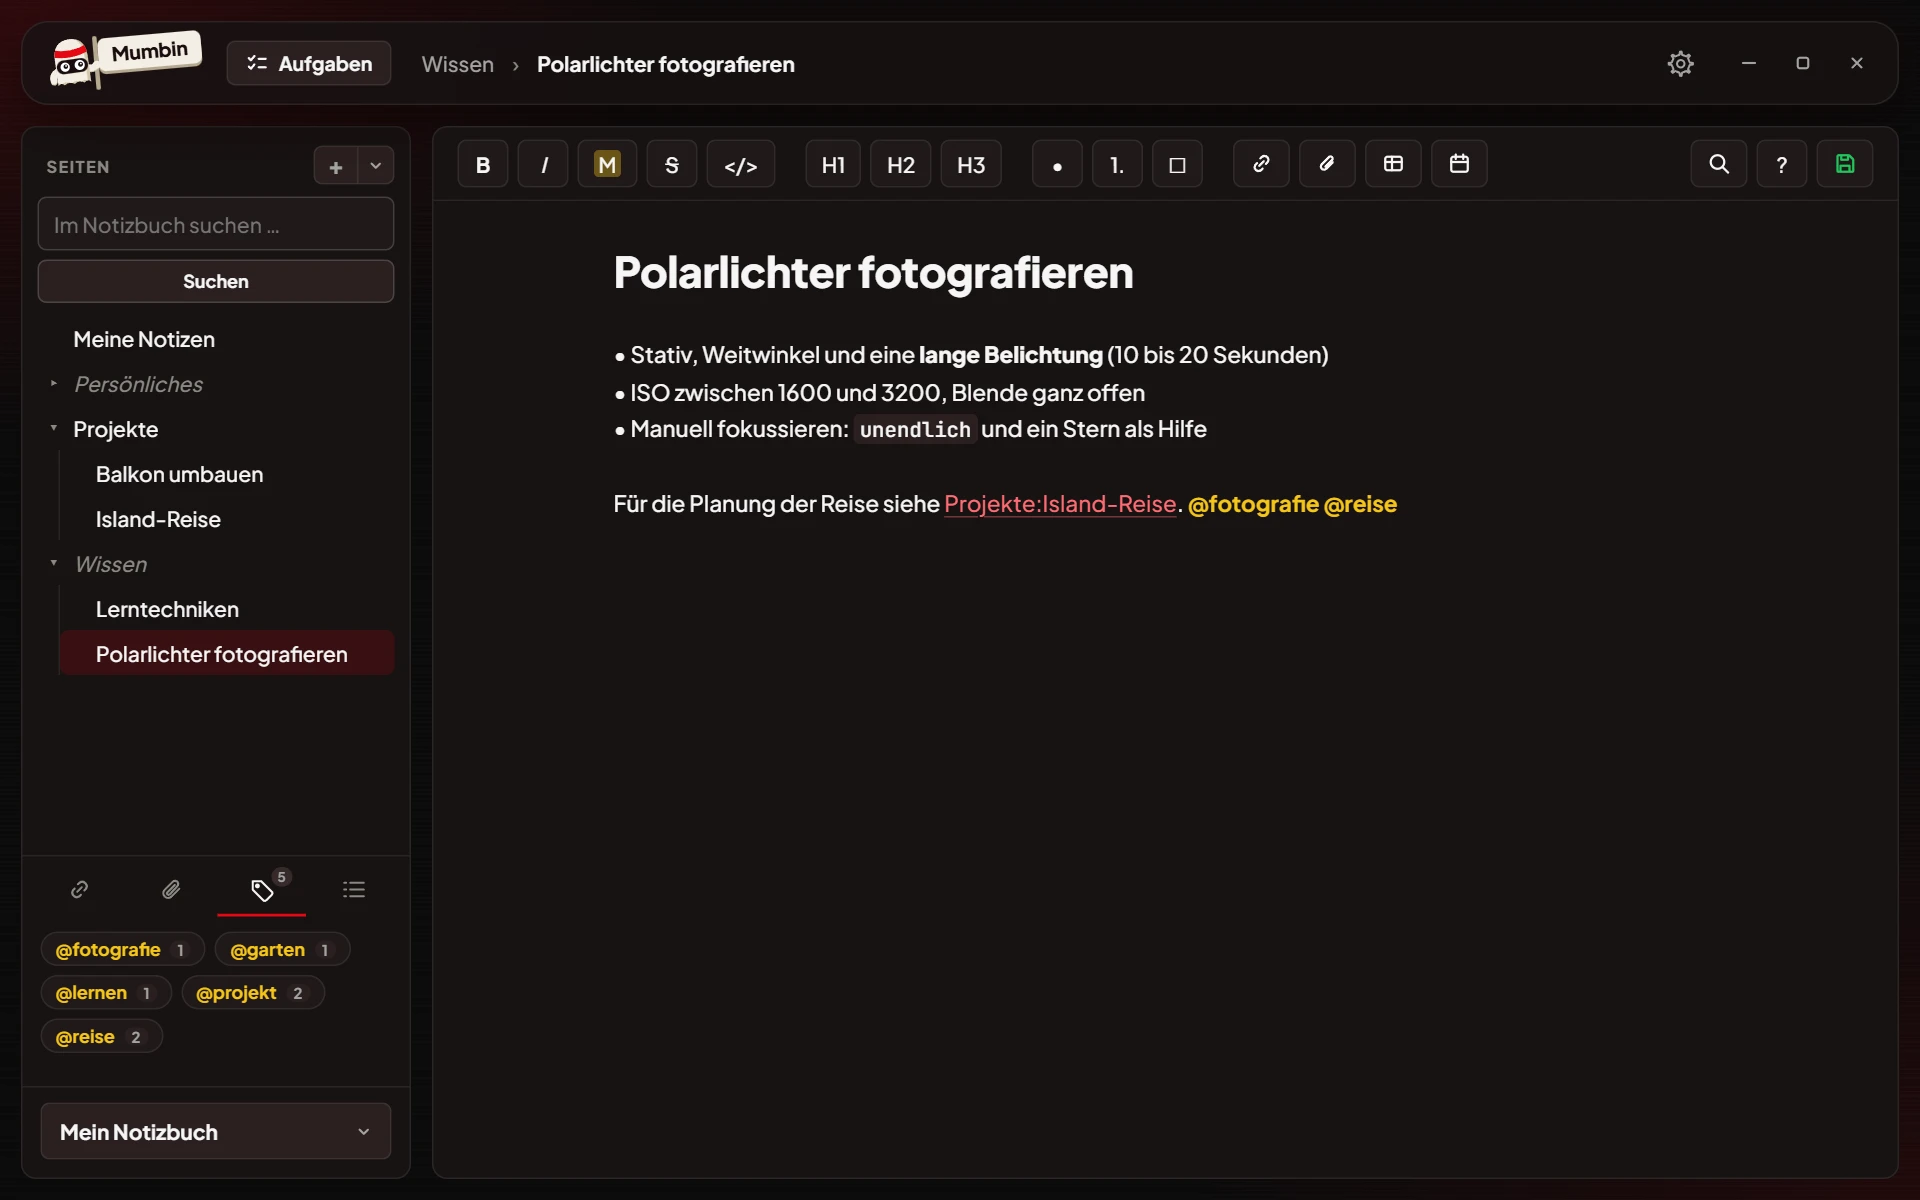 Mumbin
Aufgaben
Wissen › Polarlichter fotografieren
SEITEN
+
Im Notizbuch suchen ...
Suchen
Meine Notizen
Persönliches
Projekte
Balkon umbauen
Island-Reise
Wissen
Lerntechniken
Polarlichter fotografieren
5
@fotografie 1
@garten 1
@lernen 1
@projekt 2
@reise 2
Mein Notizbuch
B I M S </> H1 H2 H3 • 1. ?
Polarlichter fotografieren
• Stativ, Weitwinkel und eine lange Belichtung (10 bis 20 Sekunden)
• ISO zwischen 1600 und 3200, Blende ganz offen
• Manuell fokussieren: unendlich und ein Stern als Hilfe
Für die Planung der Reise siehe Projekte:Island-Reise. @fotografie @reise